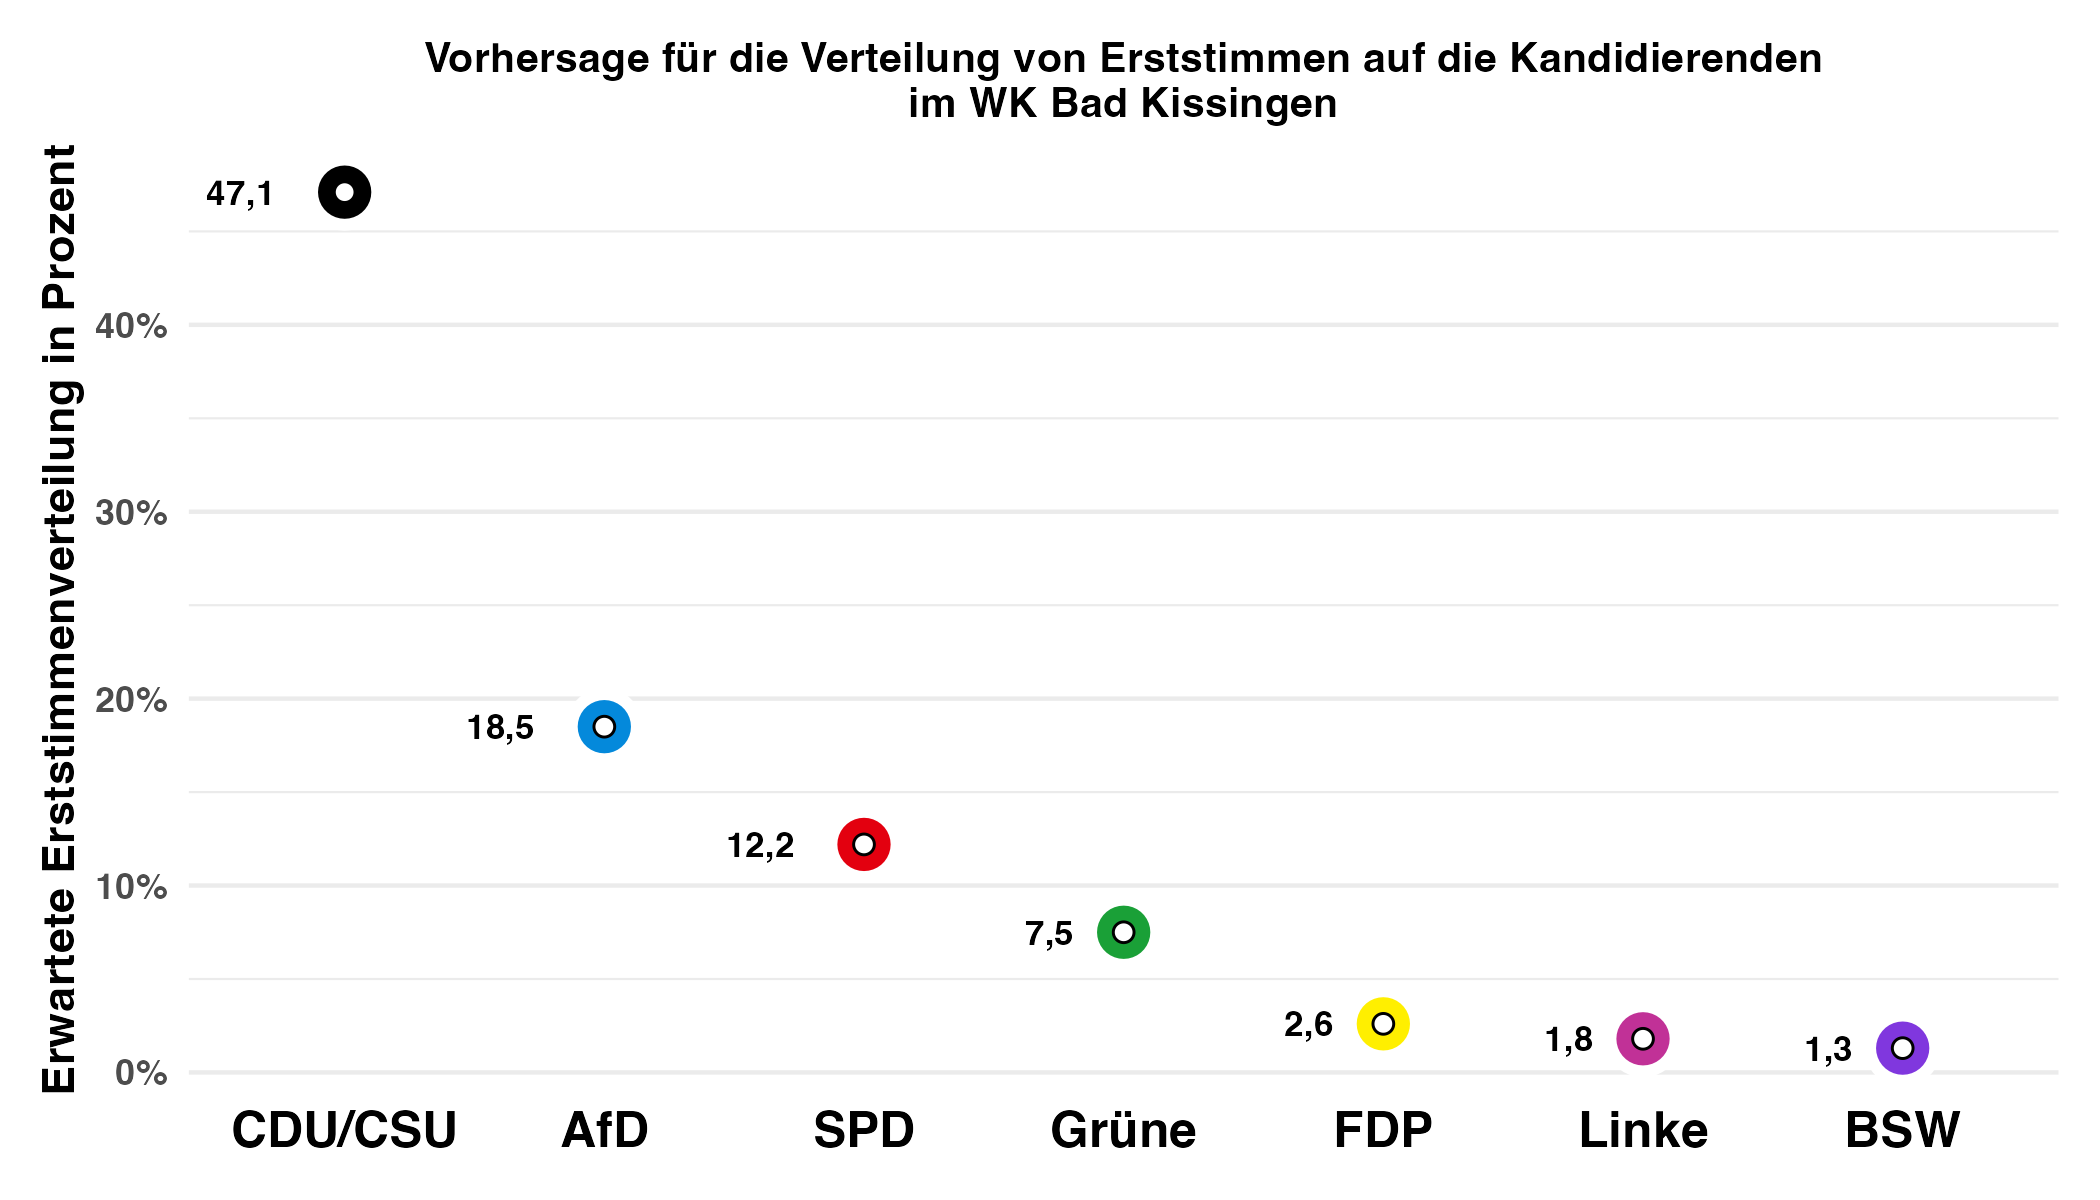 Vorhersage für die Verteilung von Erststimmen auf die Kandidierenden
im WK Bad Kissingen
Erwartete Erststimmenverteilung in Prozent
47,1
40%
30%
20%
18,5
12,2
10%
7,5
2,6
1,8
1,3
0%
CDU/CSU
AfD
SPD
Grüne
FDP
Linke
BSW